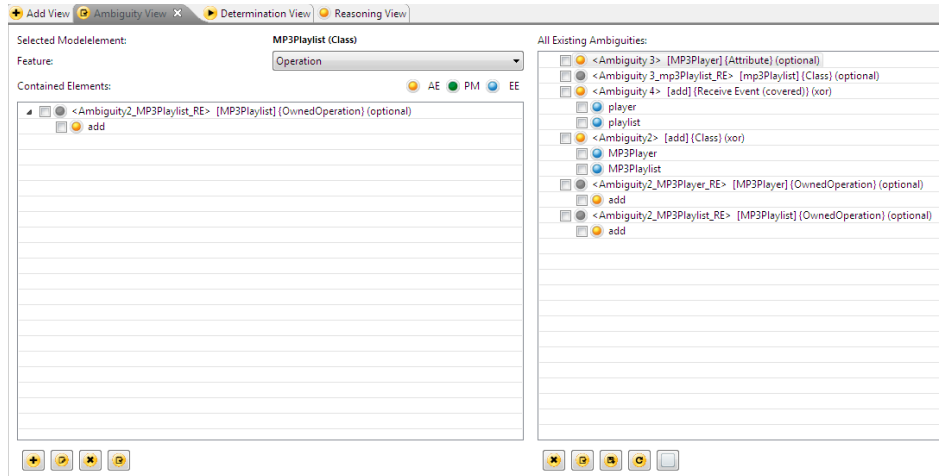 Add View Ambiguity View Determination View Reasoning View
Selected Modelelement: MP3Playlist (Class)
Feature: Operation
Contained Elements: AE PM EE
<Ambiguity2_MP3Playlist_RE> [MP3Playlist] {OwnedOperation} (optional)
add
All Existing Ambiguities:
<Ambiguity 3> [MP3Player] {Attribute} (optional)
<Ambiguity 3_mp3Playlist_RE> [mp3Playlist] {Class} (optional)
<Ambiguity 4> [add] {Receive Event (covered)} (xor)
player
playlist
<Ambiguity2> [add] {Class} (xor)
MP3Player
MP3Playlist
<Ambiguity2_MP3Player_RE> [MP3Player] {OwnedOperation} (optional)
add
<Ambiguity2_MP3Playlist_RE> [MP3Playlist] {OwnedOperation} (optional)
add